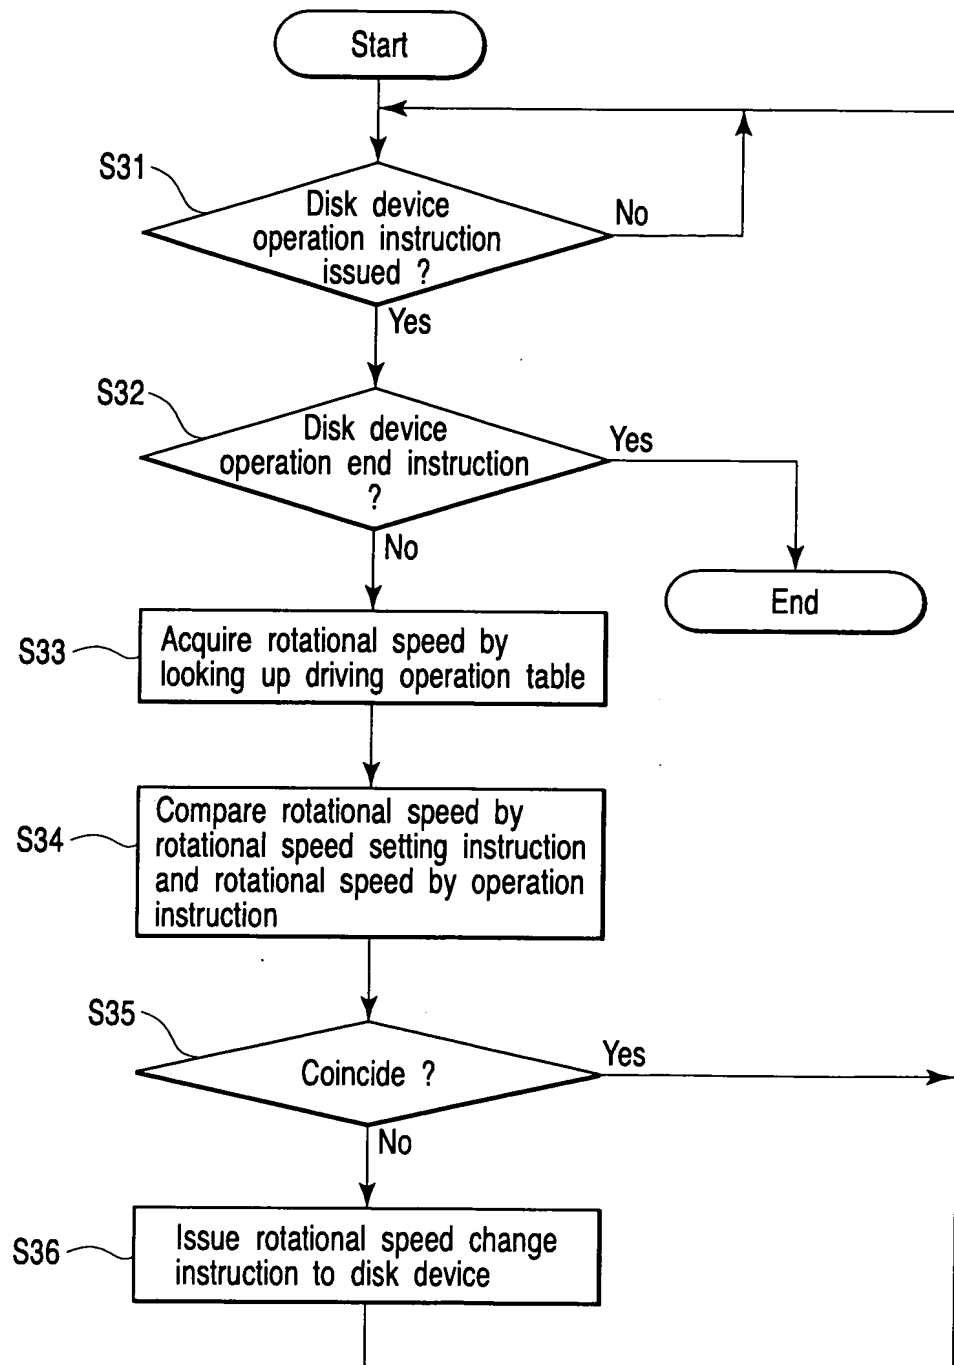 Start
S31
Disk device
operation instruction
issued ?
No
Yes
S32
Disk device
operation end instruction
?
Yes
No
End
S33
Acquire rotational speed by
looking up driving operation table
S34
Compare rotational speed by
rotational speed setting instruction
and rotational speed by operation
instruction
S35
Coincide ?
Yes
No
S36
Issue rotational speed change
instruction to disk device